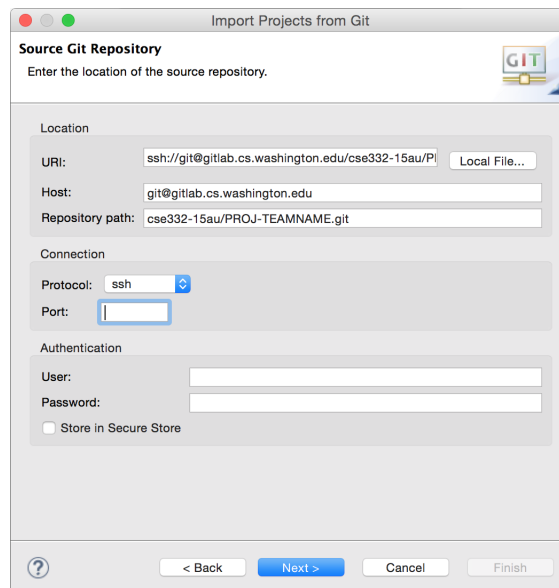 Import Projects from Git
Source Git Repository
Enter the location of the source repository.
GIT
Location
URI: ssh://git@gitlab.cs.washington.edu/cse332-15au/PI Local File...
Host: git@gitlab.cs.washington.edu
Repository path: cse332-15au/PROJ-TEAMNAME.git
Connection
Protocol: ssh
Port:
Authentication
User:
Password:
Store in Secure Store
? < Back Next > Cancel Finish